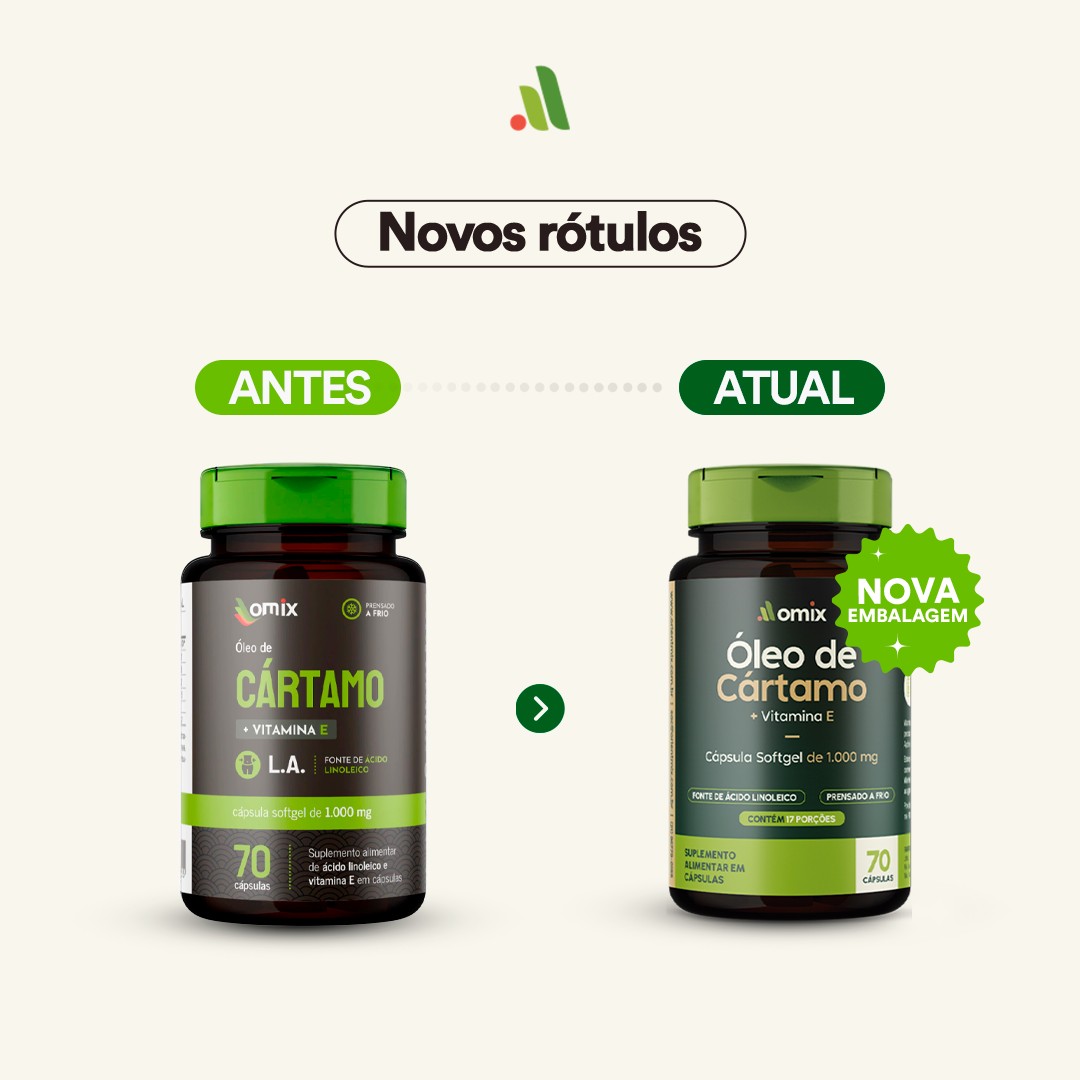 Novos rótulos
ANTES
ATUAL
omix
PRENSADO
A FRIO
Óleo de
CÁRTAMO
+ VITAMINA E
L.A.
FONTE DE ÁCIDO
LINOLEICO
cápsula softgel de 1.000 mg
70
cápsulas
Suplemento alimentar
de ácido linoleico e
vitamina E em cápsulas
NOVA
EMBALAGEM
omix
Óleo de
Cártamo
+ Vitamina E
Cápsula Softgel de 1.000 mg
FONTE DE ÁCIDO LINOLEICO
PRENSADO A FRIO
CONTÉM 17 PORÇÕES
SUPLEMENTO
ALIMENTAR EM
CÁPSULAS
70
CÁPSULAS